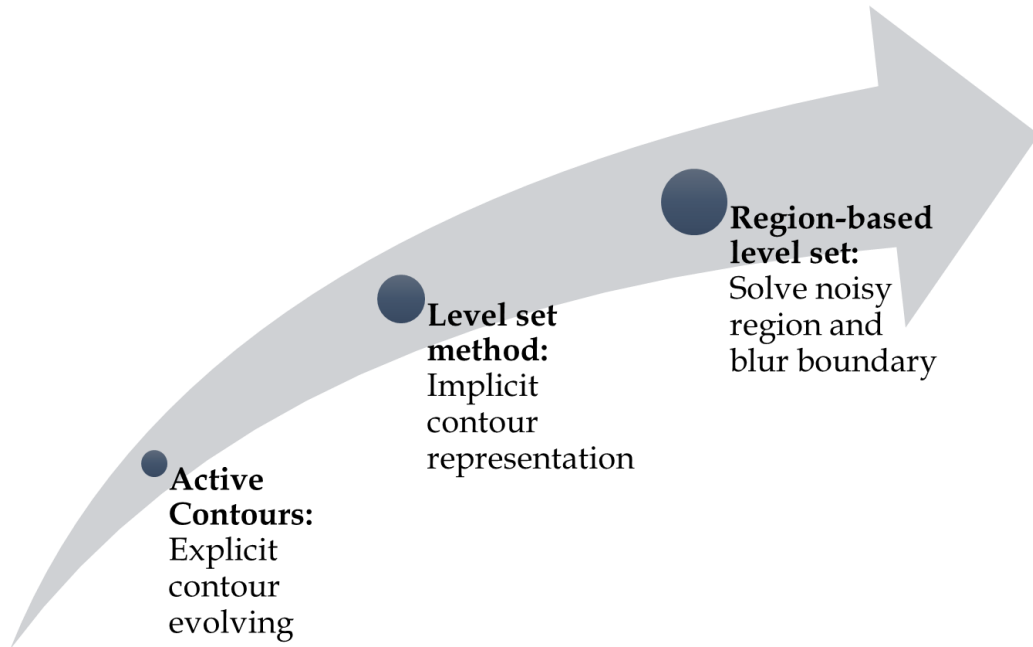 Active
Contours:
Explicit
contour
evolving
Level set
method:
Implicit
contour
representation
Region-based
level set:
Solve noisy
region and
blur boundary